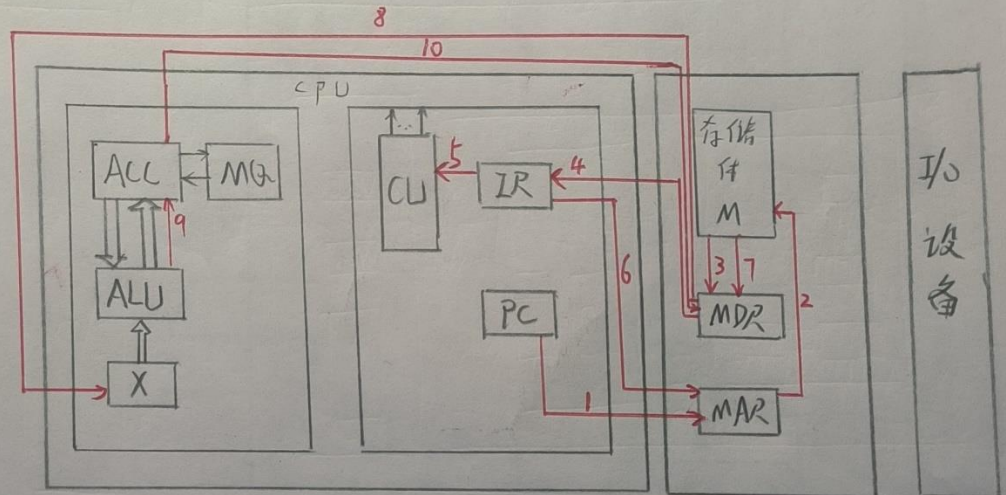 8
10
CPU
ACC
MQ
9
ALU
X
CU
5
IR
4
6
PC
1
存储
体
M
3
7
MDR
2
MAR
I/O
设
备